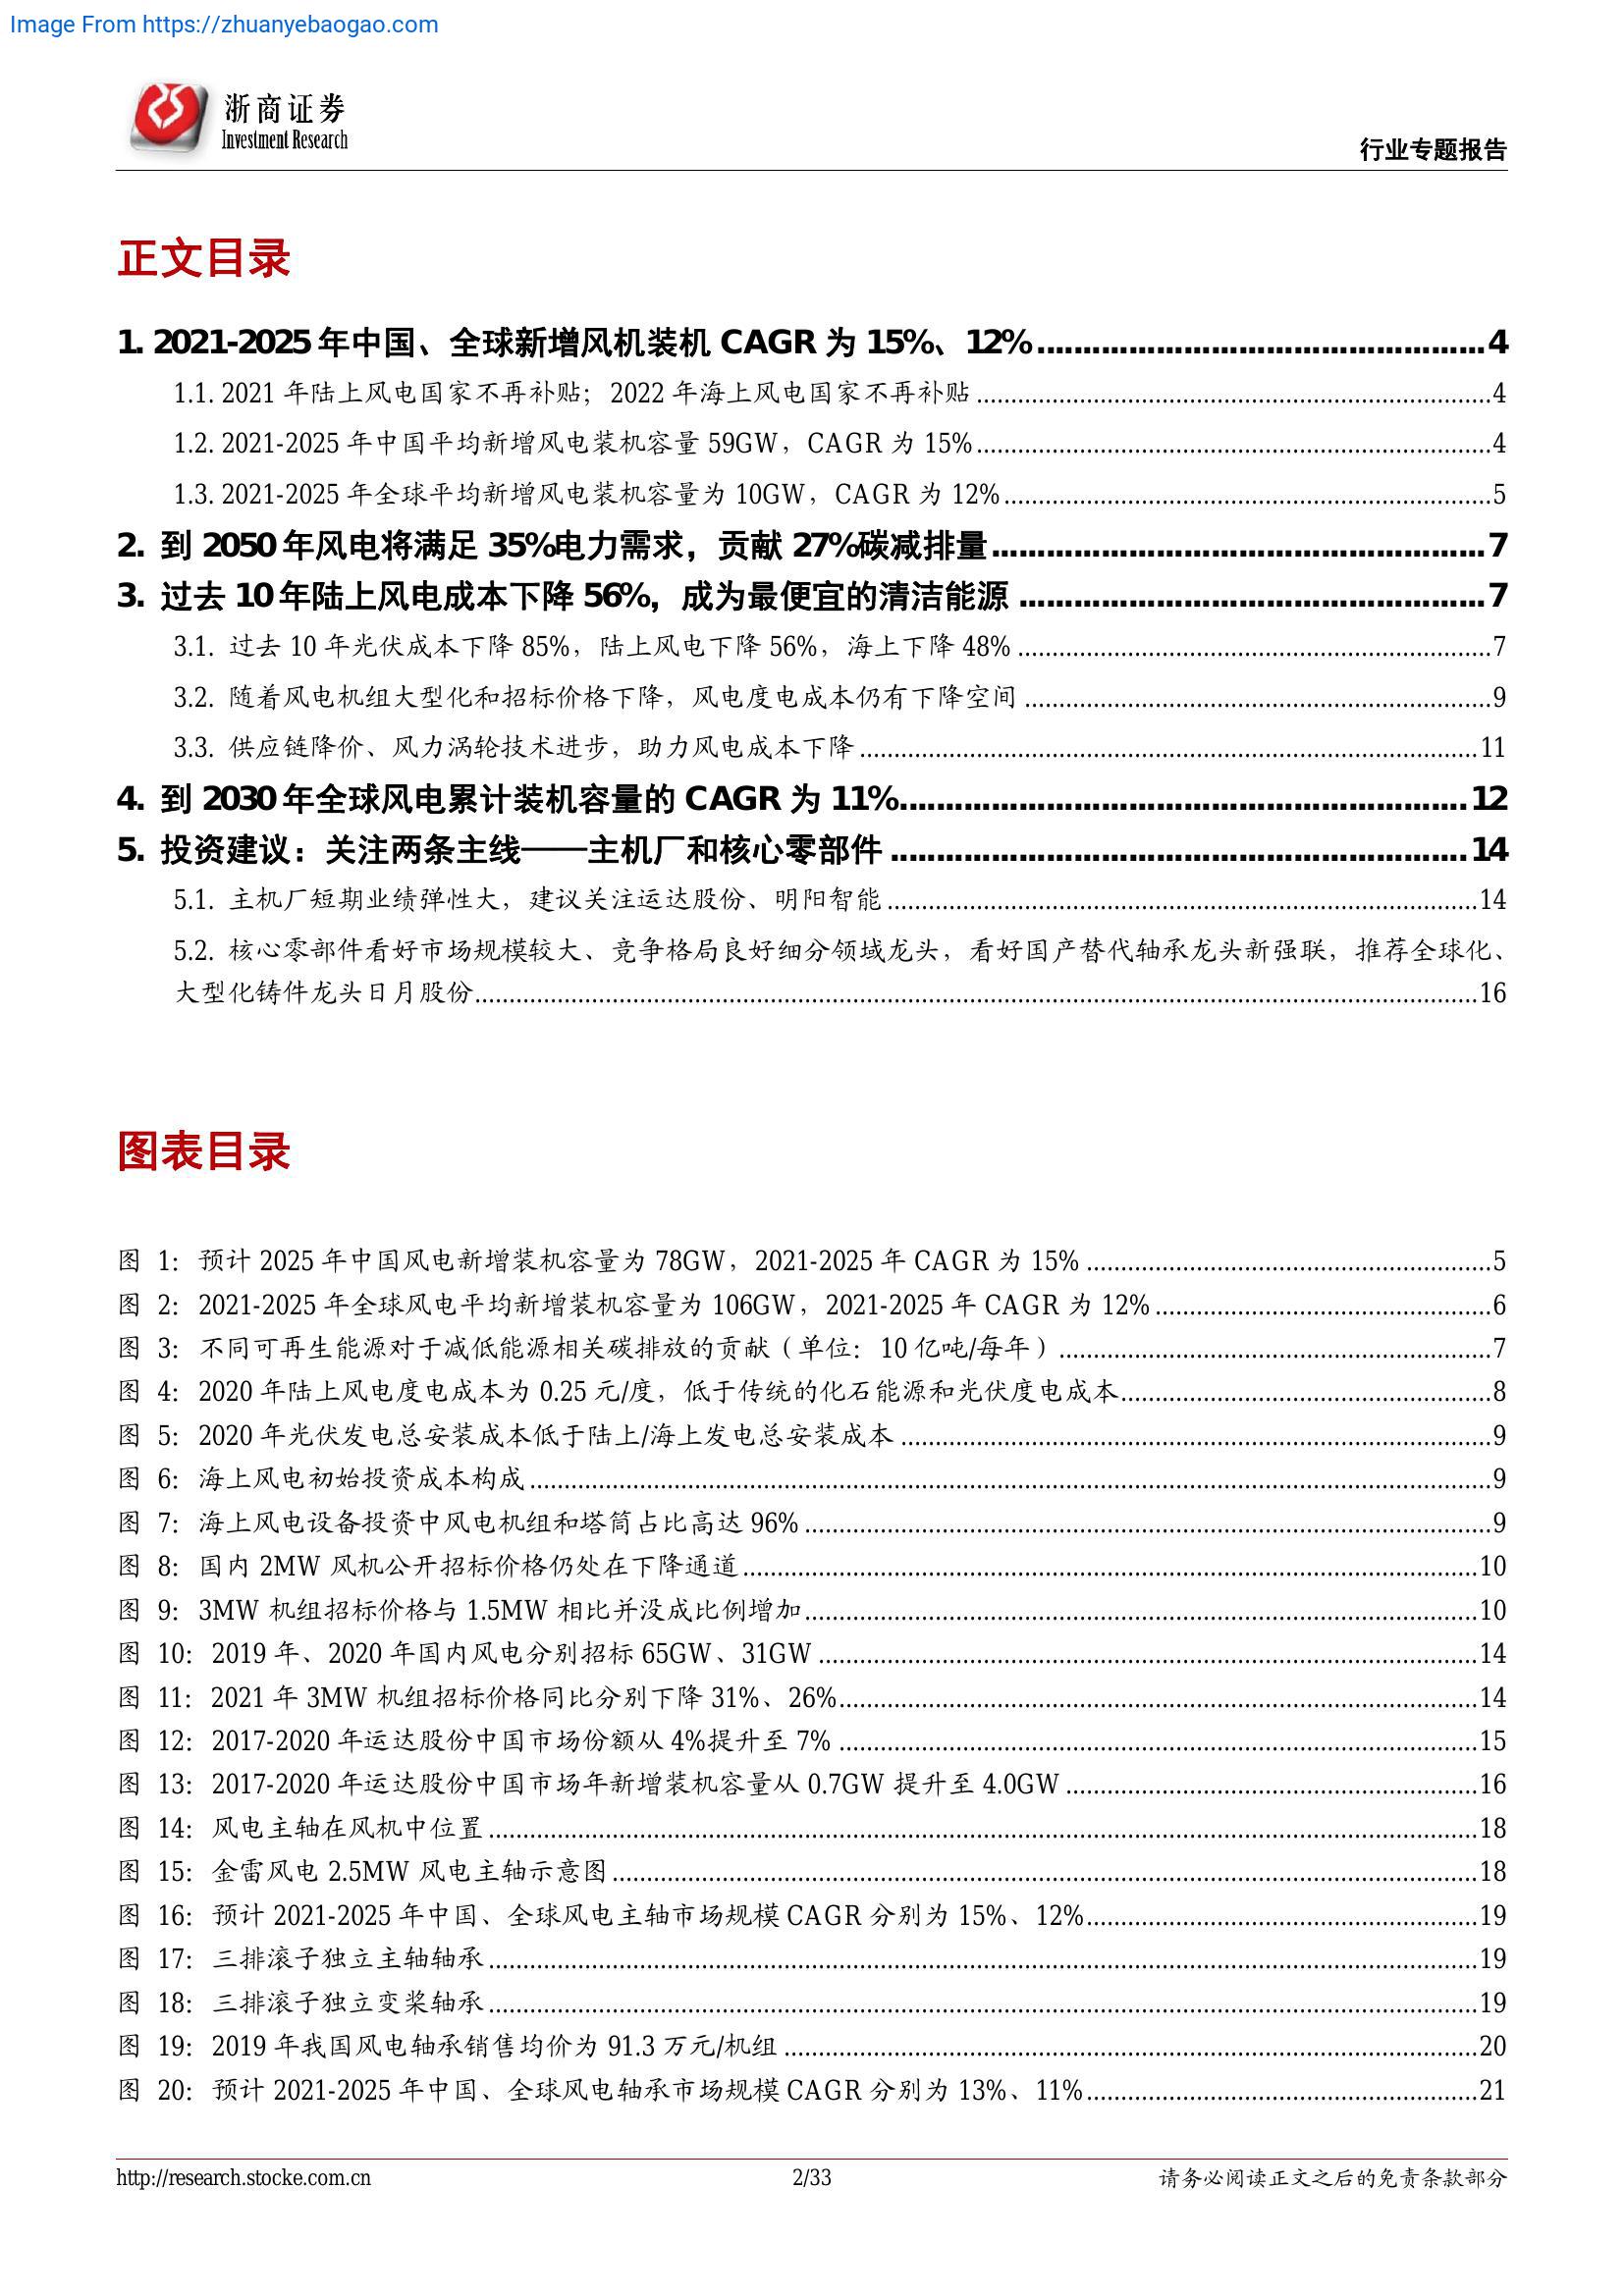 Image From https://zhuanyebaogao.com
浙商证券
Investment Research
行业专题报告
正文目录
1. 2021-2025 年中国、全球新增风机装机 CAGR 为 15%、12%................................................4
1.1. 2021 年陆上风电国家不再补贴；2022 年海上风电国家不再补贴................................................4
1.2. 2021-2025 年中国平均新增风电装机容量 59GW，CAGR 为 15%................................................4
1.3. 2021-2025 年全球平均新增风电装机容量为 10GW，CAGR 为 12%................................................5
2. 到 2050 年风电将满足 35%电力需求，贡献 27%碳减排量................................................7
3. 过去 10 年陆上风电成本下降 56%，成为最便宜的清洁能源................................................7
3.1. 过去 10 年光伏成本下降 85%，陆上风电下降 56%，海上下降 48%................................................7
3.2. 随着风电机组大型化和招标价格下降，风电度电成本仍有下降空间................................................9
3.3. 供应链降价、风力涡轮技术进步，助力风电成本下降................................................11
4. 到 2030 年全球风电累计装机容量的 CAGR 为 11%................................................12
5. 投资建议：关注两条主线——主机厂和核心零部件................................................14
5.1. 主机厂短期业绩弹性大，建议关注运达股份、明阳智能................................................14
5.2. 核心零部件看好市场规模较大、竞争格局良好细分领域龙头，看好国产替代轴承龙头新强联，推荐全球化、
大型化铸件龙头日月股份................................................16
图表目录
图 1：预计 2025 年中国风电新增装机容量为 78GW，2021-2025 年 CAGR 为 15%................................................5
图 2：2021-2025 年全球风电平均新增装机容量为 106GW，2021-2025 年 CAGR 为 12%................................................6
图 3：不同可再生能源对于减低能源相关碳排放的贡献（单位：10 亿吨/每年）................................................7
图 4：2020 年陆上风电度电成本为 0.25 元/度，低于传统的化石能源和光伏度电成本................................................8
图 5：2020 年光伏发电总安装成本低于陆上/海上发电总安装成本................................................9
图 6：海上风电初始投资成本构成................................................9
图 7：海上风电设备投资中风电机组和塔筒占比高达 96%................................................9
图 8：国内 2MW 风机公开招标价格仍处在下降通道................................................10
图 9：3MW 机组招标价格与 1.5MW 相比并没成比例增加................................................10
图 10：2019 年、2020 年国内风电分别招标 65GW、31GW................................................14
图 11：2021 年 3MW 机组招标价格同比分别下降 31%、26%................................................14
图 12：2017-2020 年运达股份中国市场份额从 4%提升至 7%................................................15
图 13：2017-2020 年运达股份中国市场年新增装机容量从 0.7GW 提升至 4.0GW................................................16
图 14：风电主轴在风机中位置................................................18
图 15：金雷风电 2.5MW 风电主轴示意图................................................18
图 16：预计 2021-2025 年中国、全球风电主轴市场规模 CAGR 分别为 15%、12%................................................19
图 17：三排滚子独立主轴轴承................................................19
图 18：三排滚子独立变桨轴承................................................19
图 19：2019 年我国风电轴承销售均价为 91.3 万元/机组................................................20
图 20：预计 2021-2025 年中国、全球风电轴承市场规模 CAGR 分别为 13%、11%................................................21
http://research.stocke.com.cn
2/33
请务必阅读正文之后的免责条款部分